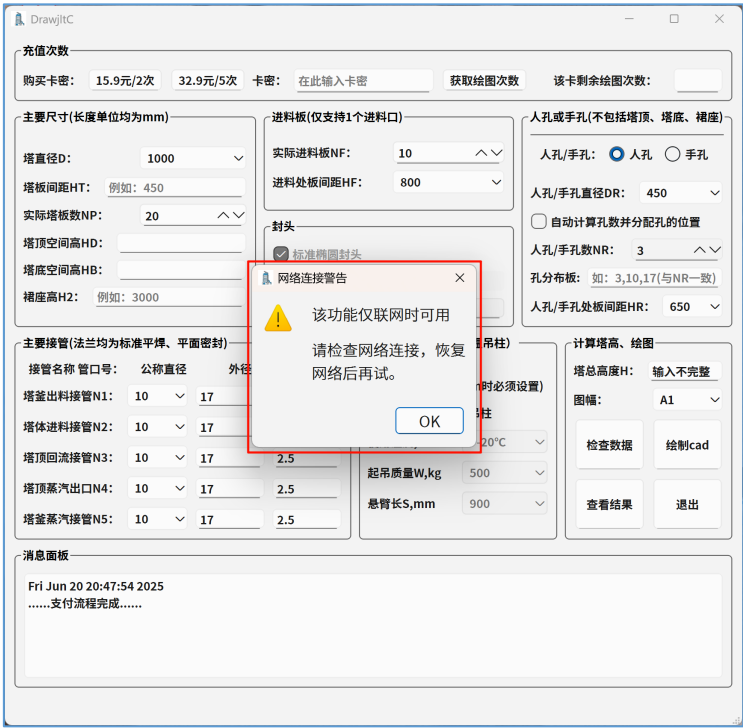 DrawjltC
充值次数
购买卡密: 15.9元/2次 32.9元/5次 卡密: 在此输入卡密 获取绘图次数 该卡剩余绘图次数:
主要尺寸(长度单位均为mm)
塔直径D: 1000
塔板间距HT: 例如: 450
实际塔板数NP: 20
塔顶空间高HD:
塔底空间高HB:
裙座高H2: 例如: 3000
进料板(仅支持1个进料口)
实际进料板NF: 10
进料处板间距HF: 800
封头
标准椭圆封头
人孔或手孔(不包括塔顶、塔底、裙座)
人孔/手孔: 人孔 手孔
人孔/手孔直径DR: 450
自动计算孔数并分配孔的位置
人孔/手孔数NR: 3
孔分布板: 如: 3,10,17(与NR一致)
人孔/手孔处板间距HR: 650
网络连接警告
该功能仅联网时可用
请检查网络连接，恢复
网络后再试。
OK
主要接管(法兰均为标准平焊、平面密封)
接管名称 管口号: 公称直径 外径
塔釜出料接管N1: 10 17
塔体进料接管N2: 10 17
塔顶回流接管N3: 10 17 2.5
塔顶蒸汽出口N4: 10 17 2.5
塔釜蒸汽接管N5: 10 17 2.5
吊柱)
时必须设置)
吊柱
-20℃
起吊质量W,kg 500
悬臂长S,mm 900
计算塔高、绘图
塔总高度H: 输入不完整
图幅: A1
检查数据 绘制cad
查看结果 退出
消息面板
Fri Jun 20 20:47:54 2025
......支付流程完成......